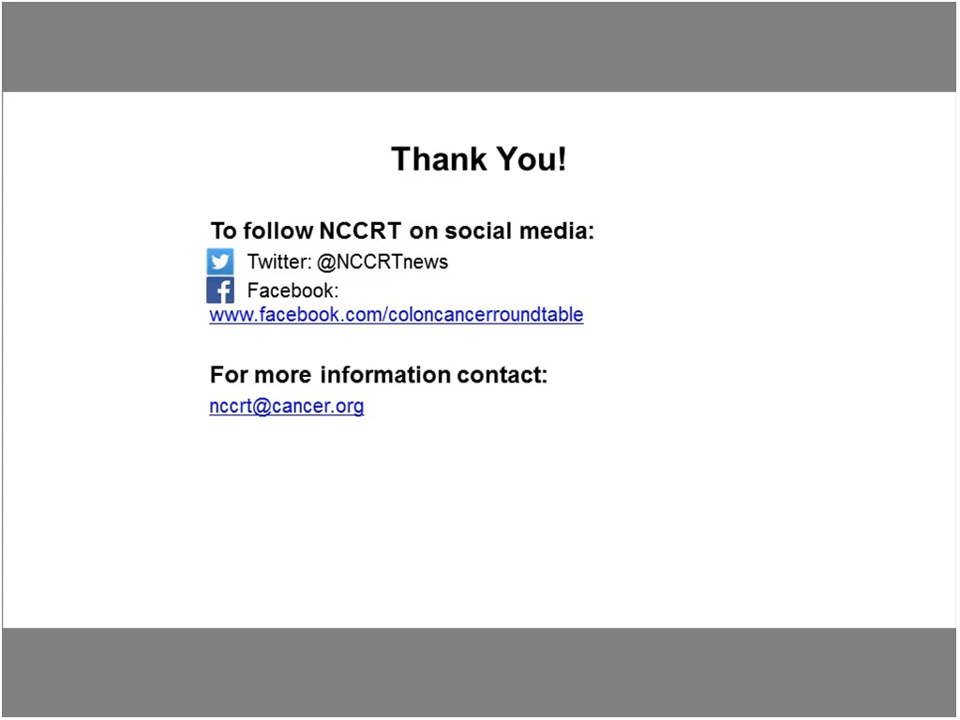 Thank You!
To follow NCCRT on social media:
Twitter: @NCCRTnews
Facebook:
www.facebook.com/coloncancerroundtable
For more information contact:
nccrt@cancer.org